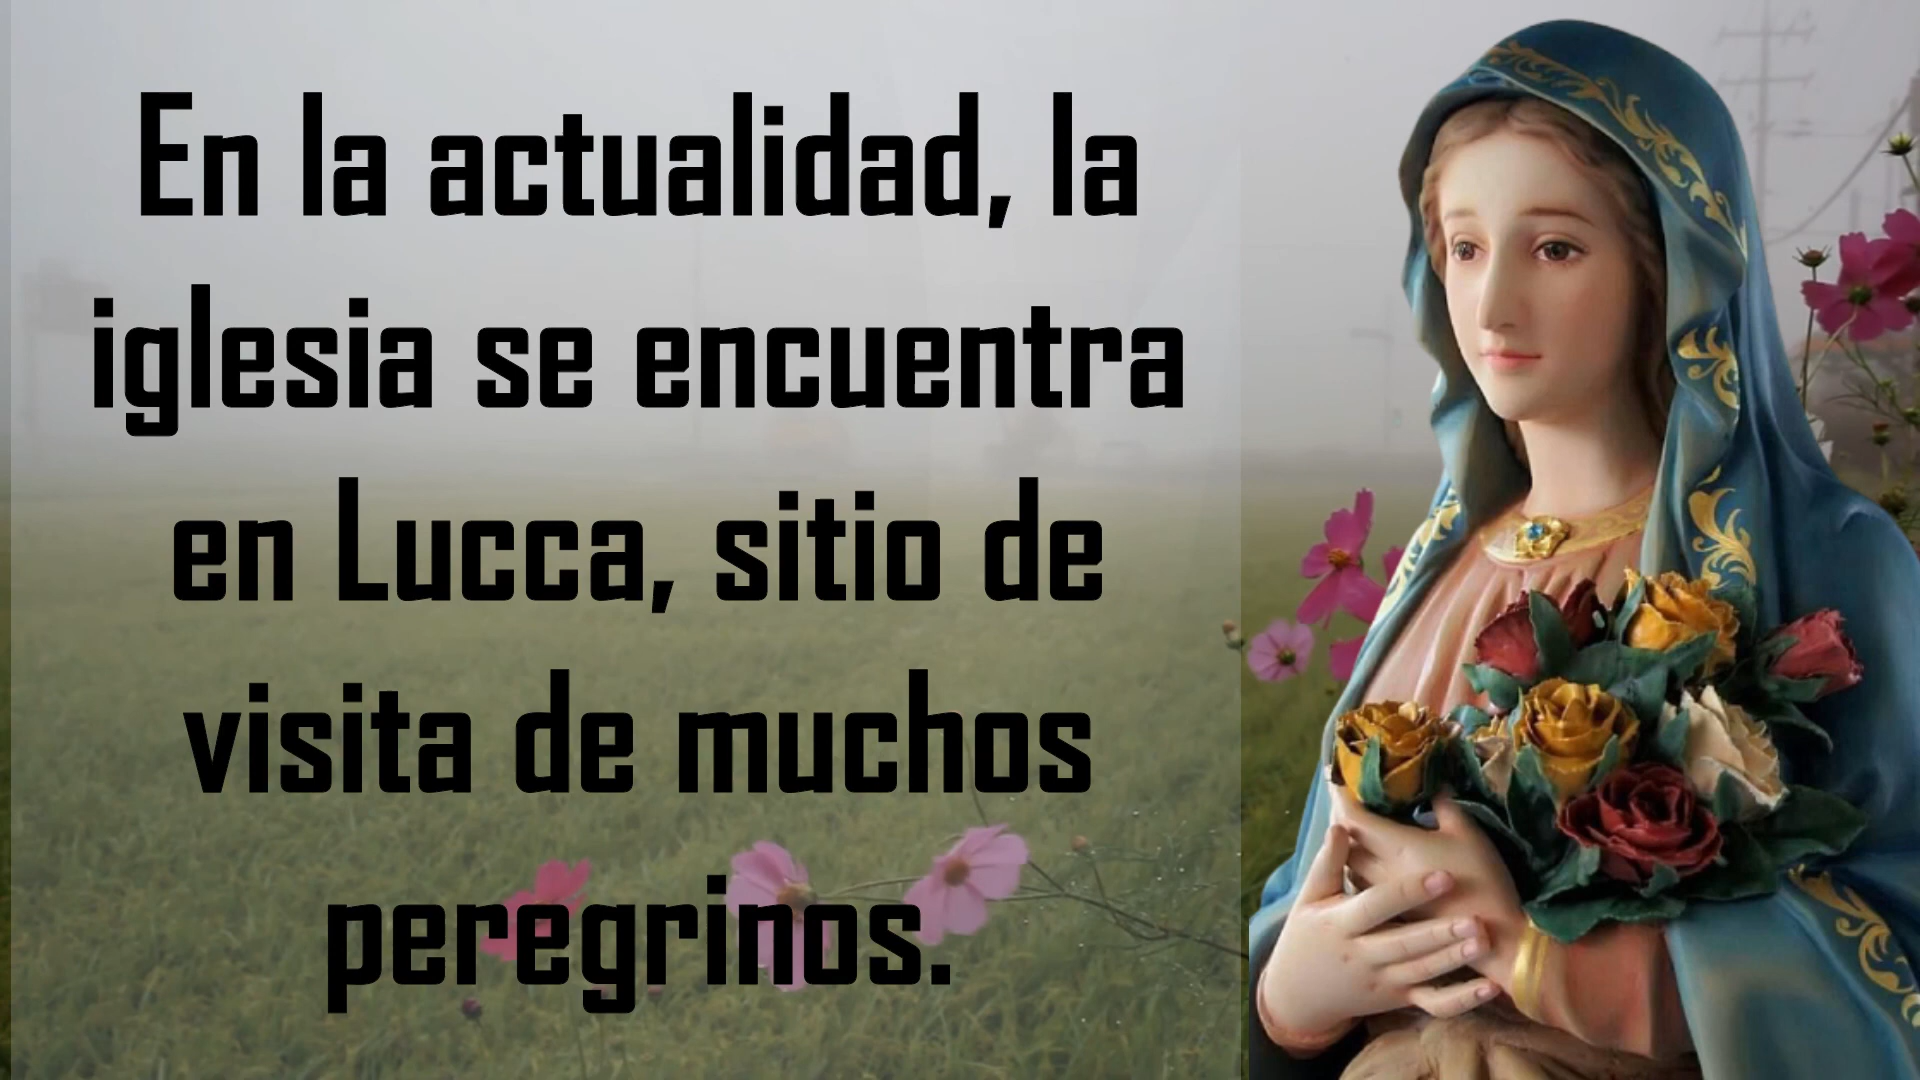 En la actualidad, la
iglesia se encuentra
en Lucca, sitio de
visita de muchos
peregrinos.